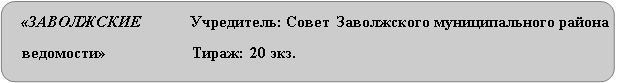 «ЗАВОЛЖСКИЕ Учредитель: Совет Заволжского муниципального района
ведомости» Тираж: 20 экз.